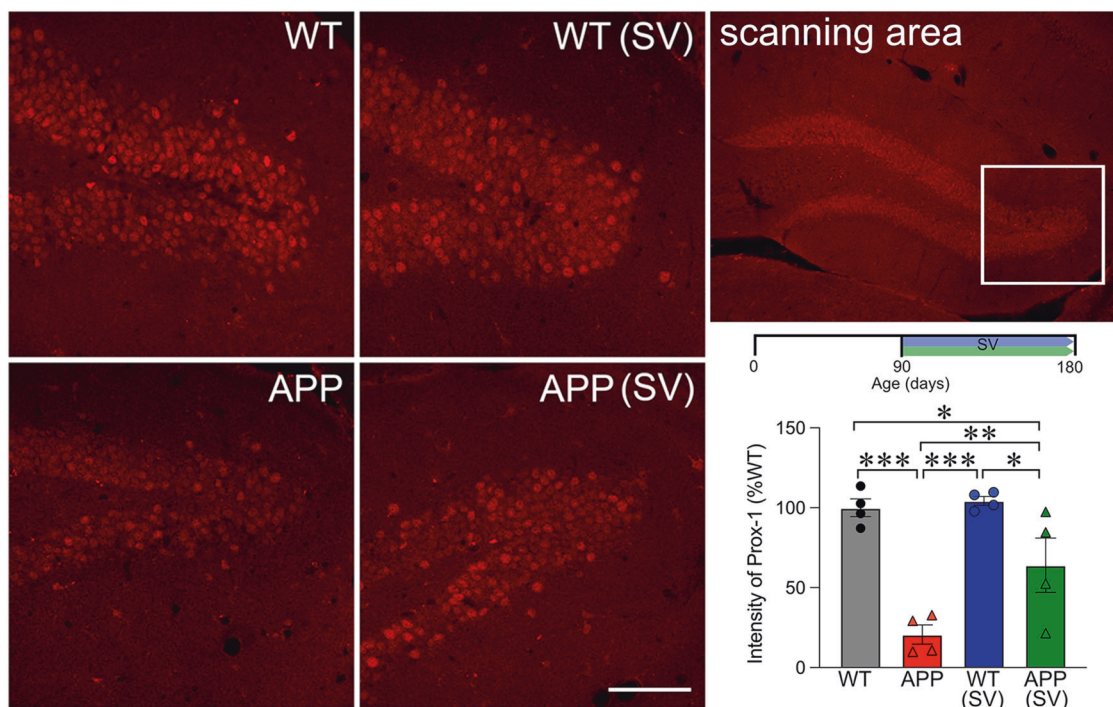 WT
WT (SV)
scanning area
APP
APP (SV)
SV
0
90
180
Age (days)
*
**
*** *** *
150
100
50
0
Intensity of Prox-1 (%WT)
WT APP WT (SV) APP (SV)